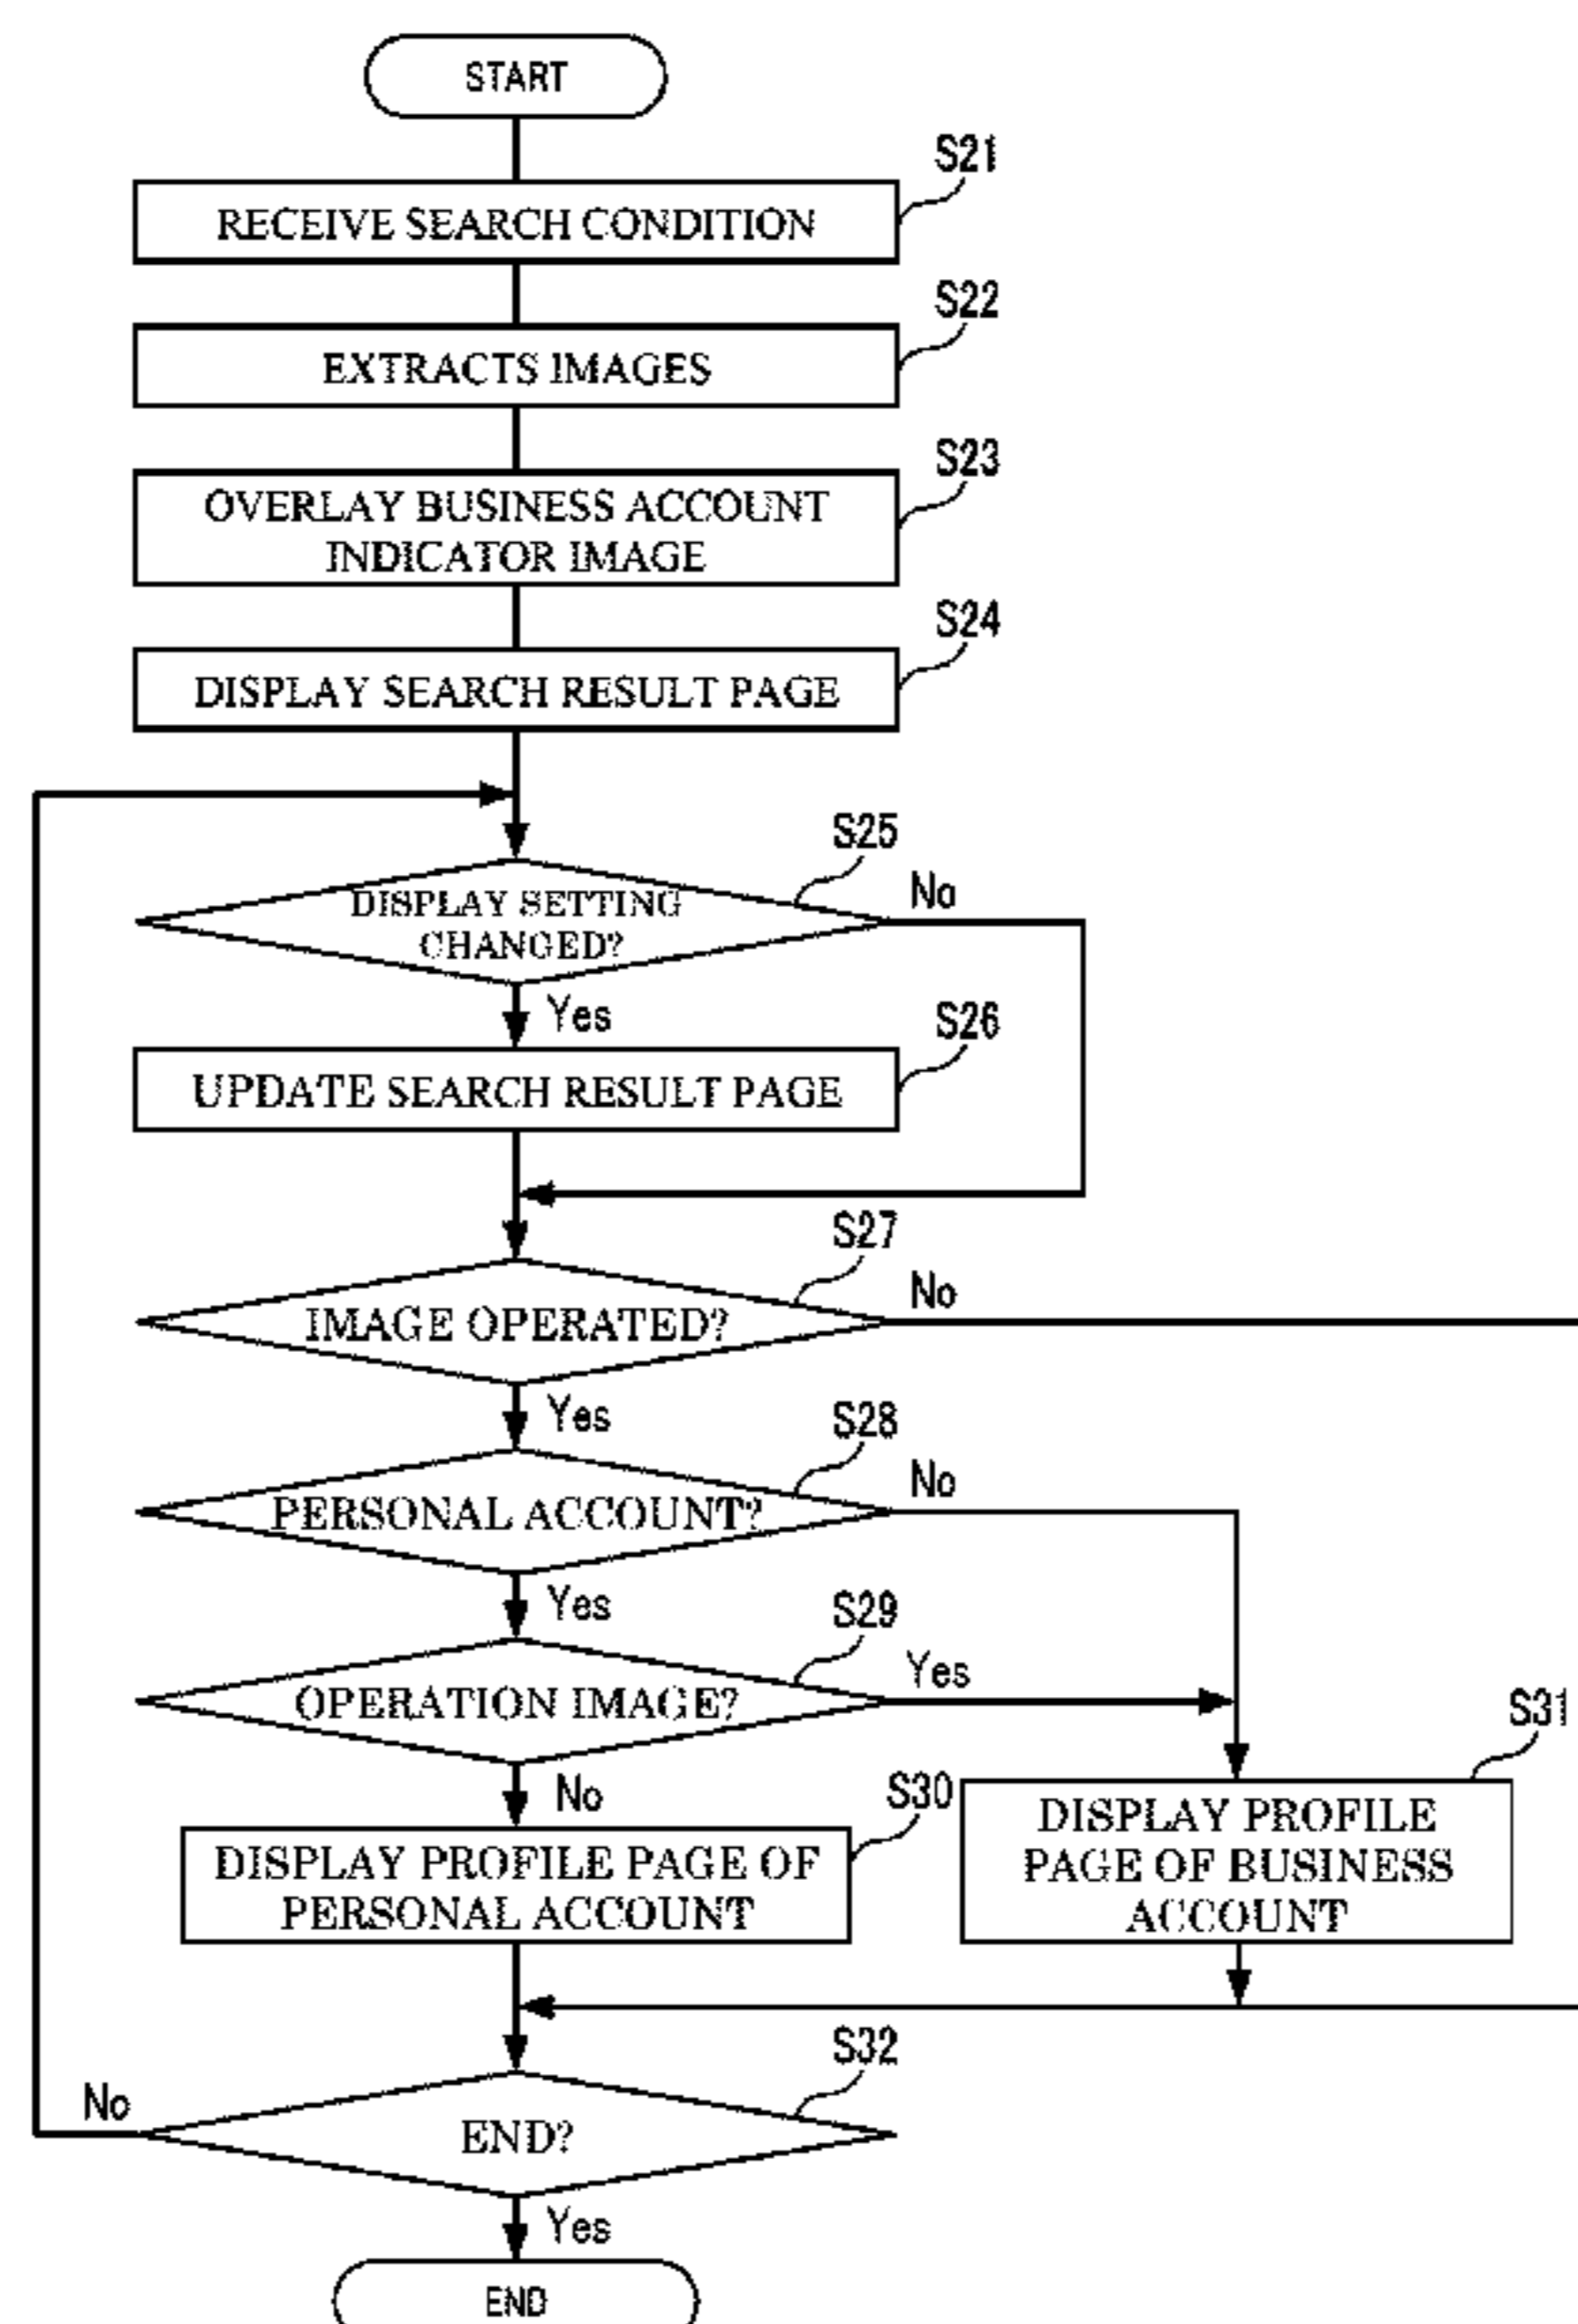 START
S21
RECEIVE SEARCH CONDITION
S22
EXTRACTS IMAGES
S23
OVERLAY BUSINESS ACCOUNT
INDICATOR IMAGE
S24
DISPLAY SEARCH RESULT PAGE
S25
No
DISPLAY SETTING
CHANGED?
Yes
S26
UPDATE SEARCH RESULT PAGE
S27
No
IMAGE OPERATED?
Yes
S28
No
PERSONAL ACCOUNT?
Yes
S29
Yes
OPERATION IMAGE?
S31
No
S30
DISPLAY PROFILE PAGE OF
PERSONAL ACCOUNT
DISPLAY PROFILE
PAGE OF BUSINESS
ACCOUNT
S32
No
END?
Yes
END